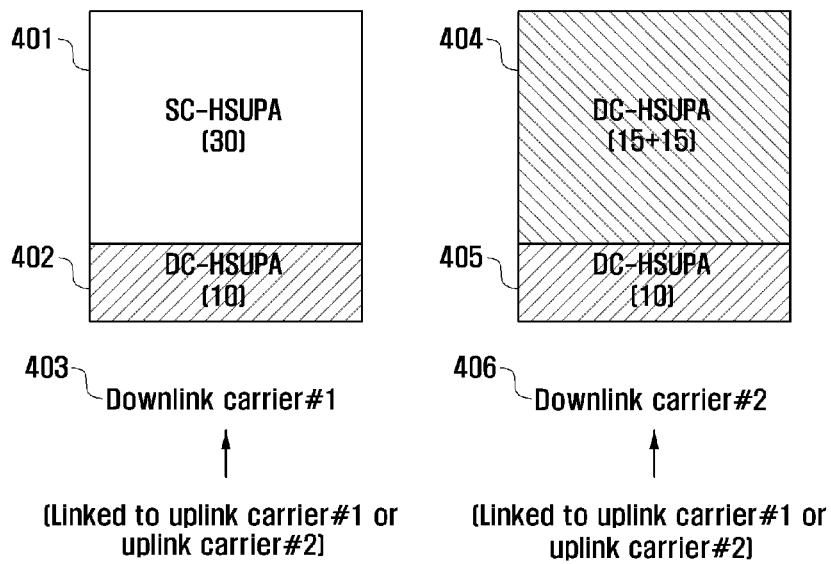 401
SC-HSUPA
(30)
402
DC-HSUPA
(10)
403
Downlink carrier#1
(Linked to uplink carrier#1 or
uplink carrier#2)
404
DC-HSUPA
(15+15)
405
DC-HSUPA
(10)
406
Downlink carrier#2
(Linked to uplink carrier#1 or
uplink carrier#2)